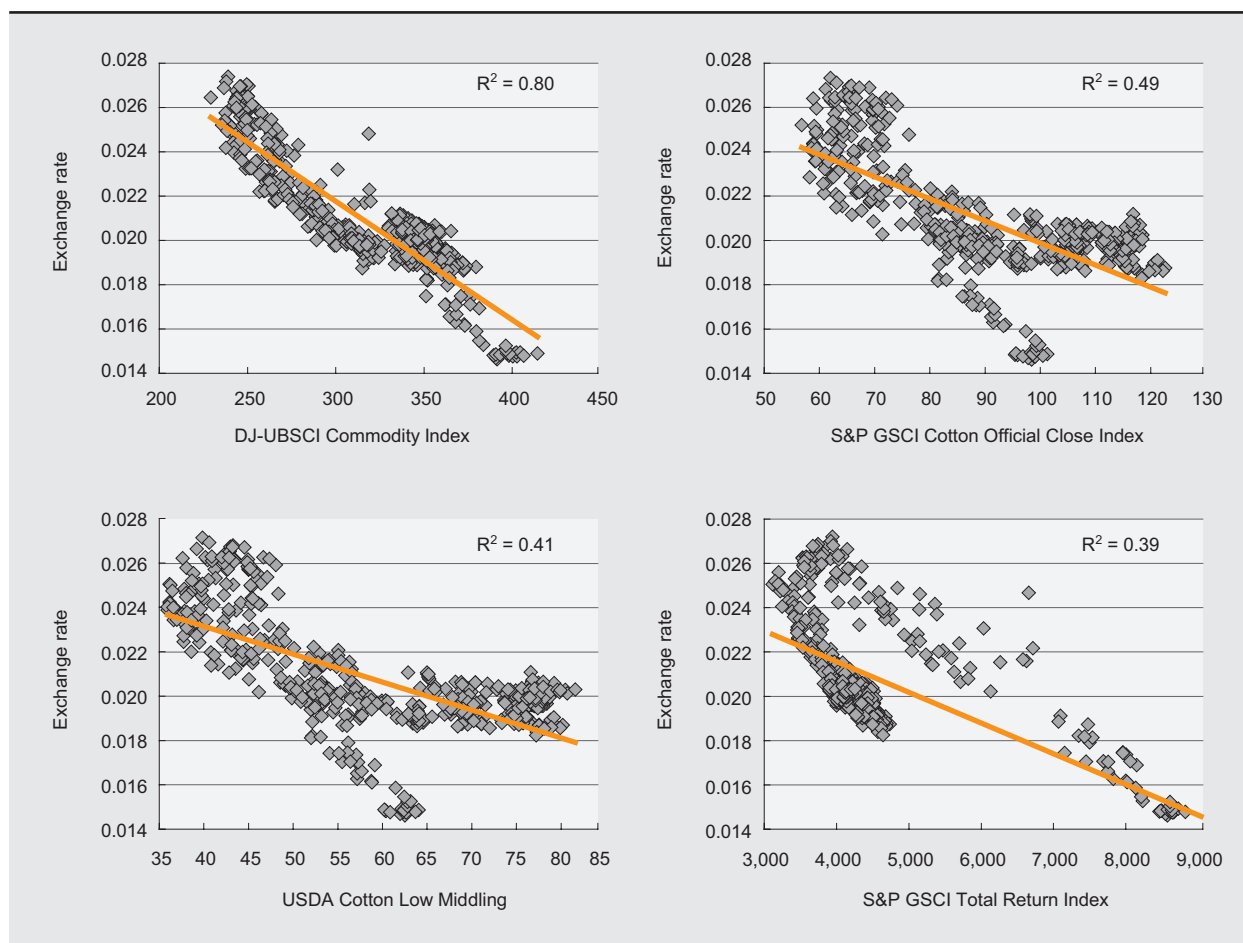 0.028
0.026
0.024
0.022
0.020
0.018
0.016
0.014
Exchange rate
R² = 0.80
200 250 300 350 400 450
DJ-UBSCI Commodity Index
0.028
0.026
0.024
0.022
0.020
0.018
0.016
0.014
Exchange rate
R² = 0.49
50 60 70 80 90 100 110 120 130
S&P GSCI Cotton Official Close Index
0.028
0.026
0.024
0.022
0.020
0.018
0.016
0.014
Exchange rate
R² = 0.41
35 40 45 50 55 60 65 70 75 80 85
USDA Cotton Low Middling
0.028
0.026
0.024
0.022
0.020
0.018
0.016
0.014
Exchange rate
R² = 0.39
3,000 4,000 5,000 6,000 7,000 8,000 9,000
S&P GSCI Total Return Index